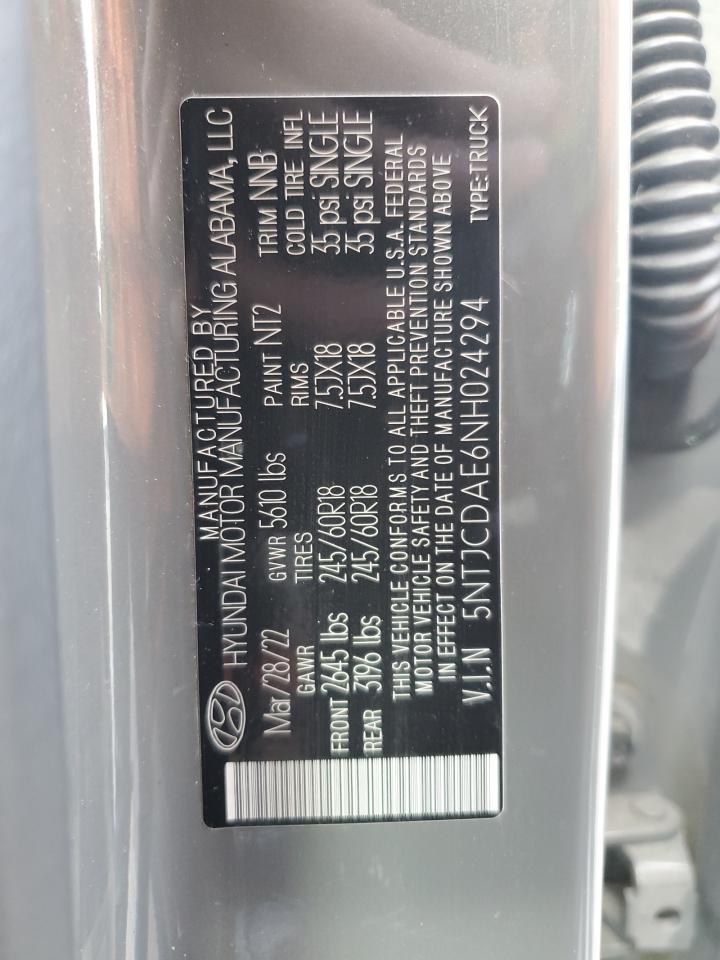 MANUFACTURED BY
HYUNDAI MOTOR MANUFACTURING ALABAMA, LLC
Mar/28/22 GVWR 5610 lbs PAINT NT2 TRIM NNB
GAWR TIRES RIMS COLD TIRE INFL
FRONT 2645 lbs 245/60R18 7.5JX18 35 psi SINGLE
REAR 3196 lbs 245/60R18 7.5JX18 35 psi SINGLE
THIS VEHICLE CONFORMS TO ALL APPLICABLE U.S.A. FEDERAL
MOTOR VEHICLE SAFETY AND THEFT PREVENTION STANDARDS
IN EFFECT ON THE DATE OF MANUFACTURE SHOWN ABOVE
V.I.N 5NTJCDAE6NH024294 TYPE:TRUCK